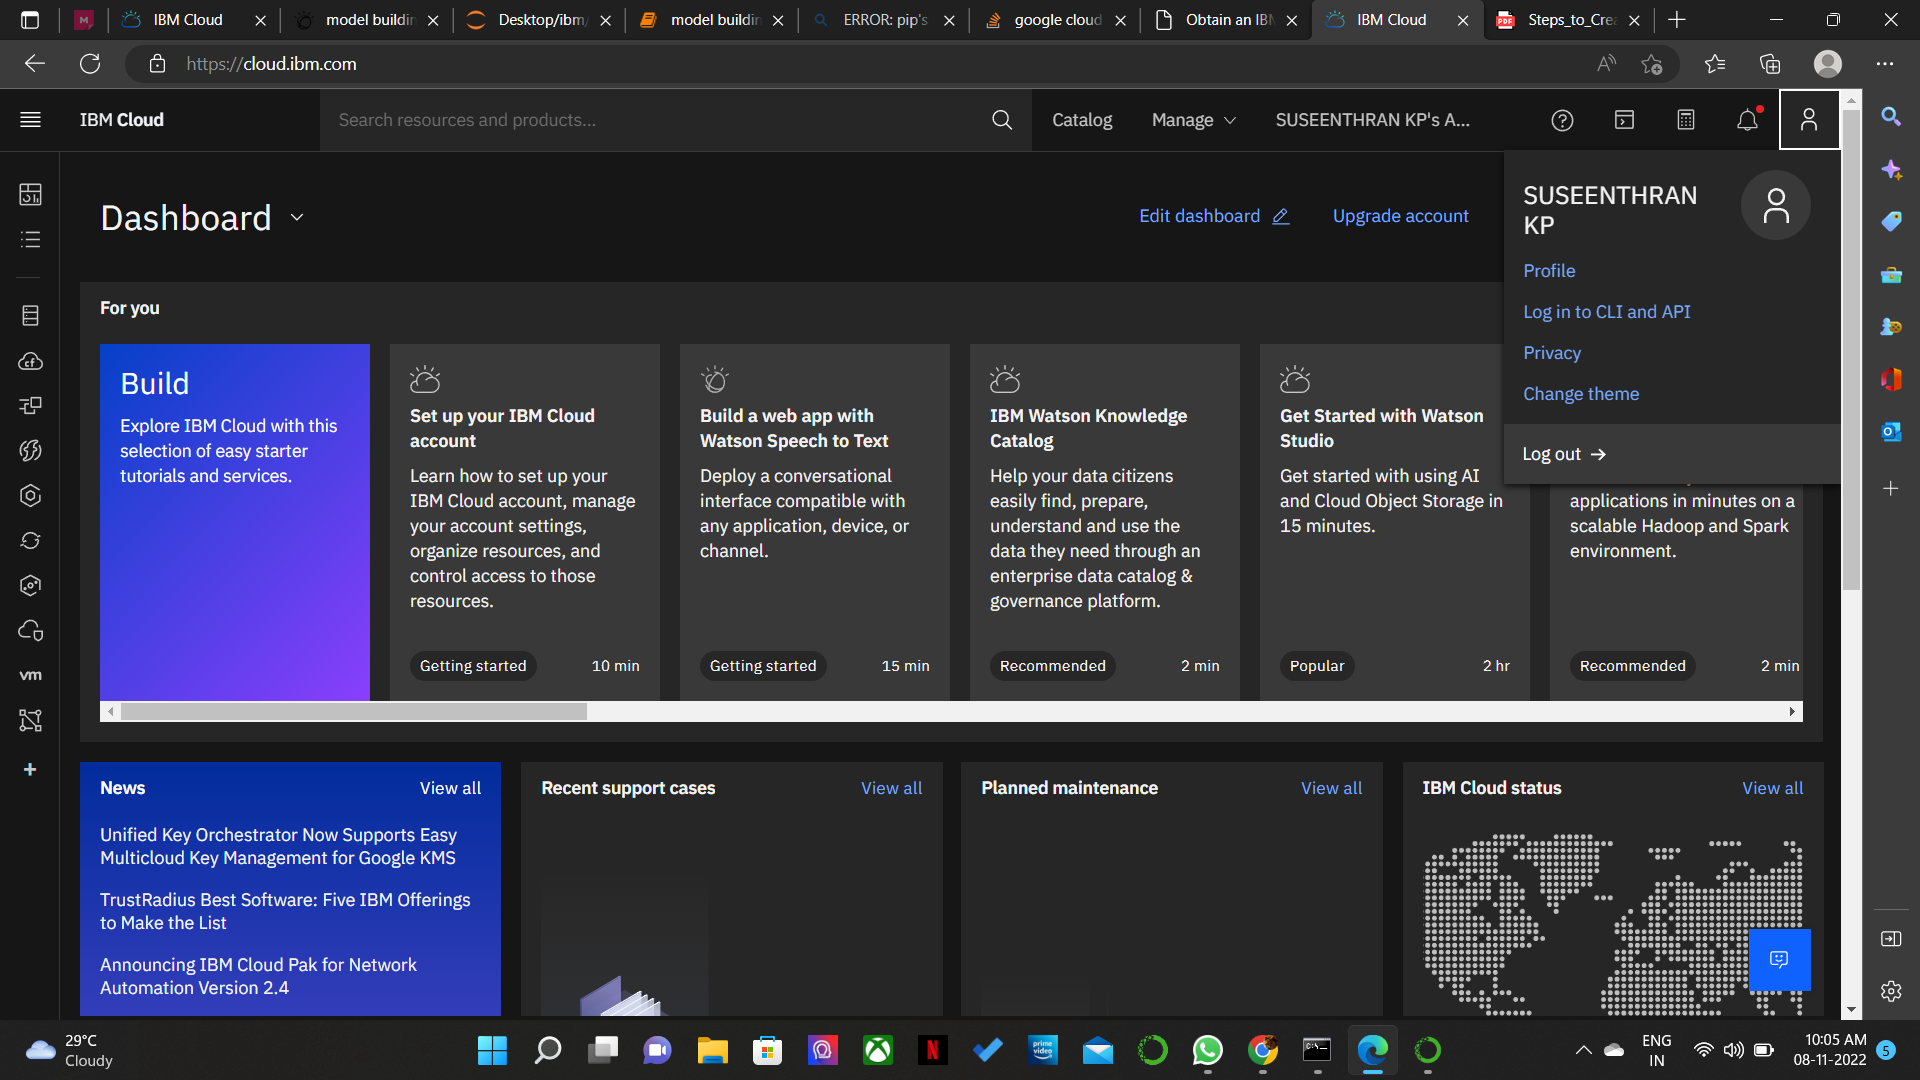 IBM Cloud
model buildin
Desktop/ibm/
model buildin
ERROR: pip's
google cloud
Obtain an IBM
IBM Cloud
Steps_to_Crea
https://cloud.ibm.com
IBM Cloud
Search resources and products...
Catalog
Manage
SUSEENTHRAN KP's A...
Dashboard
Edit dashboard
Upgrade account
SUSEENTHRAN
KP
Profile
Log in to CLI and API
Privacy
Change theme
Log out
For you
Build
Explore IBM Cloud with this
selection of easy starter
tutorials and services.
Set up your IBM Cloud
account
Learn how to set up your
IBM Cloud account, manage
your account settings,
organize resources, and
control access to those
resources.
Getting started
10 min
Build a web app with
Watson Speech to Text
Deploy a conversational
interface compatible with
any application, device, or
channel.
Getting started
15 min
IBM Watson Knowledge
Catalog
Help your data citizens
easily find, prepare,
understand and use the
data they need through an
enterprise data catalog &
governance platform.
Recommended
2 min
Get Started with Watson
Studio
Get started with using AI
and Cloud Object Storage in
15 minutes.
Popular
2 hr
applications in minutes on a
scalable Hadoop and Spark
environment.
Recommended
2 min
vm
News
View all
Unified Key Orchestrator Now Supports Easy
Multicloud Key Management for Google KMS
TrustRadius Best Software: Five IBM Offerings
to Make the List
Announcing IBM Cloud Pak for Network
Automation Version 2.4
Recent support cases
View all
Planned maintenance
View all
IBM Cloud status
View all
29°C
Cloudy
prime
video
ENG
IN
10:05 AM
08-11-2022
5